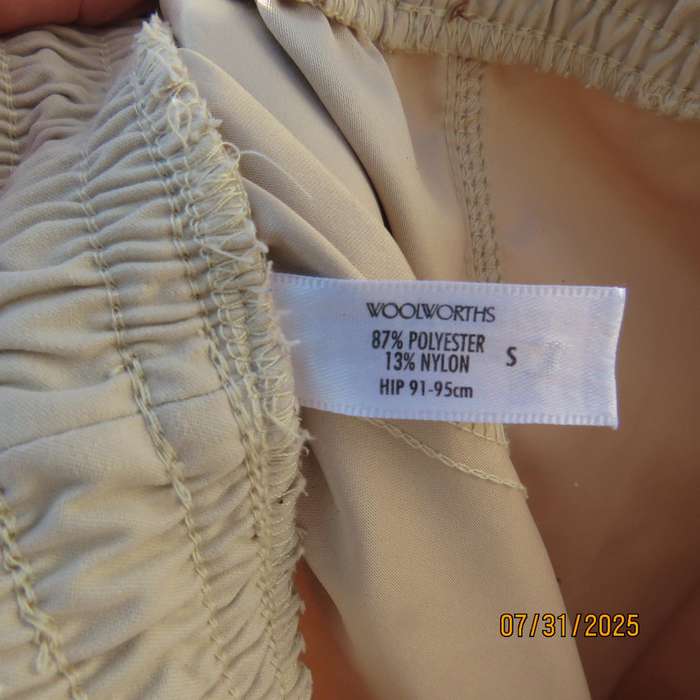 WOOLWORTHS
87% POLYESTER
13% NYLON
S
HIP 91-95cm
07/31/2025